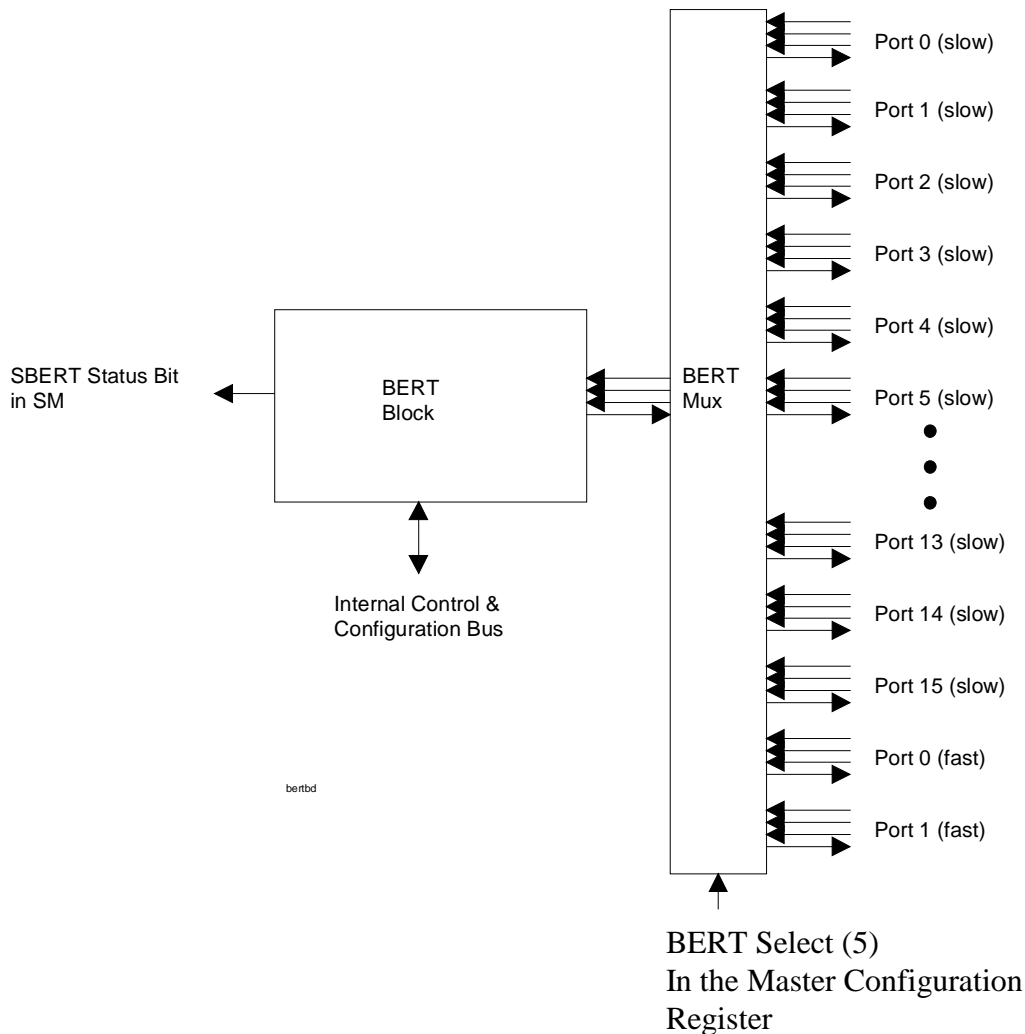 Port 0 (slow)
Port 1 (slow)
Port 2 (slow)
Port 3 (slow)
Port 4 (slow)
SBERT Status Bit
in SM
BERT
Block
BERT
Mux
Port 5 (slow)
Port 13 (slow)
Internal Control &
Configuration Bus
Port 14 (slow)
Port 15 (slow)
Port 0 (fast)
bertbd
Port 1 (fast)
BERT Select (5)
In the Master Configuration
Register